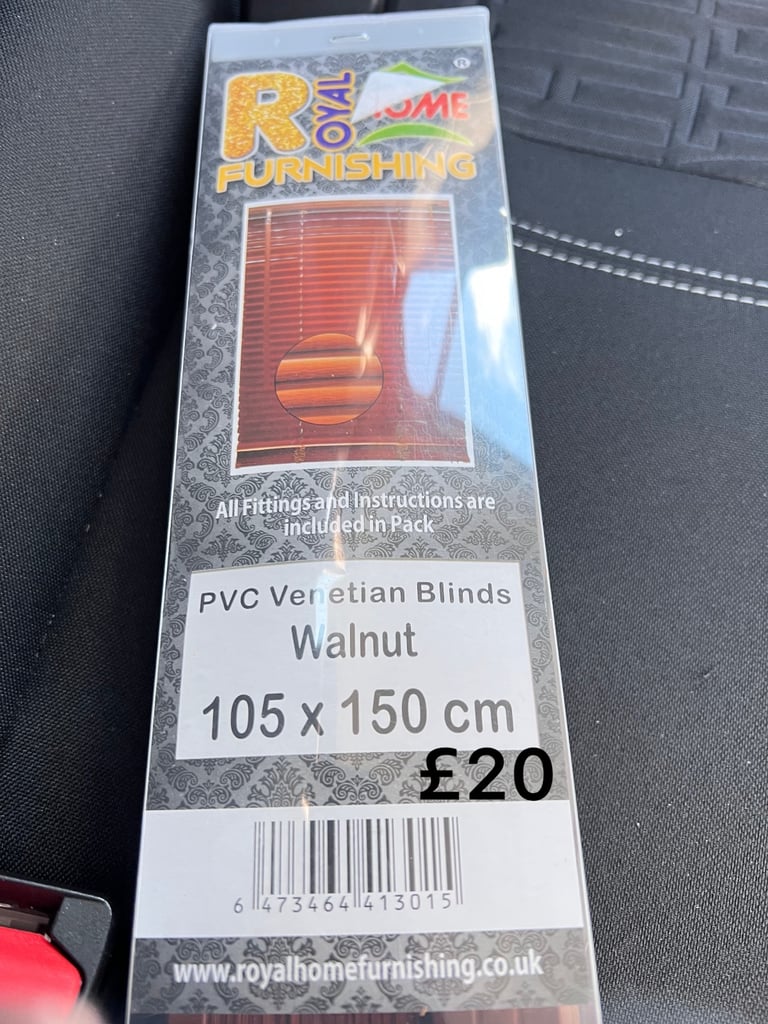 ROYAL HOME ®
FURNISHING
All Fittings and Instructions are
included in Pack
PVC Venetian Blinds
Walnut
105 x 150 cm
£20
6 473464 413015
www.royalhomefurnishing.co.uk